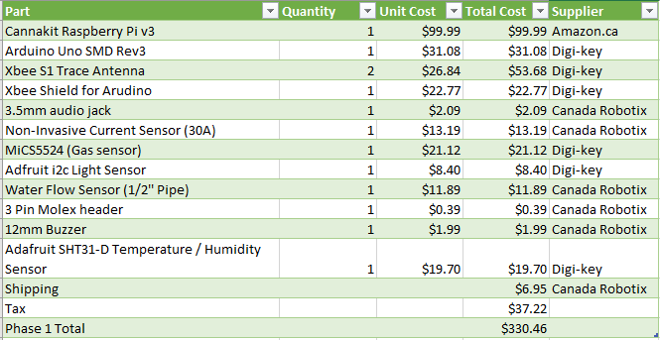 Part Quantity Unit Cost Total Cost Supplier
Cannakit Raspberry Pi v3 1 $99.99 $99.99 Amazon.ca
Arduino Uno SMD Rev3 1 $31.08 $31.08 Digi-key
Xbee S1 Trace Antenna 2 $26.84 $53.68 Digi-key
Xbee Shield for Arudino 1 $22.77 $22.77 Digi-key
3.5mm audio jack 1 $2.09 $2.09 Canada Robotix
Non-Invasive Current Sensor (30A) 1 $13.19 $13.19 Canada Robotix
MiCS5524 (Gas sensor) 1 $21.12 $21.12 Digi-key
Adfruit i2c Light Sensor 1 $8.40 $8.40 Digi-key
Water Flow Sensor (1/2" Pipe) 1 $11.89 $11.89 Canada Robotix
3 Pin Molex header 1 $0.39 $0.39 Canada Robotix
12mm Buzzer 1 $1.99 $1.99 Canada Robotix
Adafruit SHT31-D Temperature / Humidity
Sensor 1 $19.70 $19.70 Digi-key
Shipping $6.95 Canada Robotix
Tax $37.22
Phase 1 Total $330.46